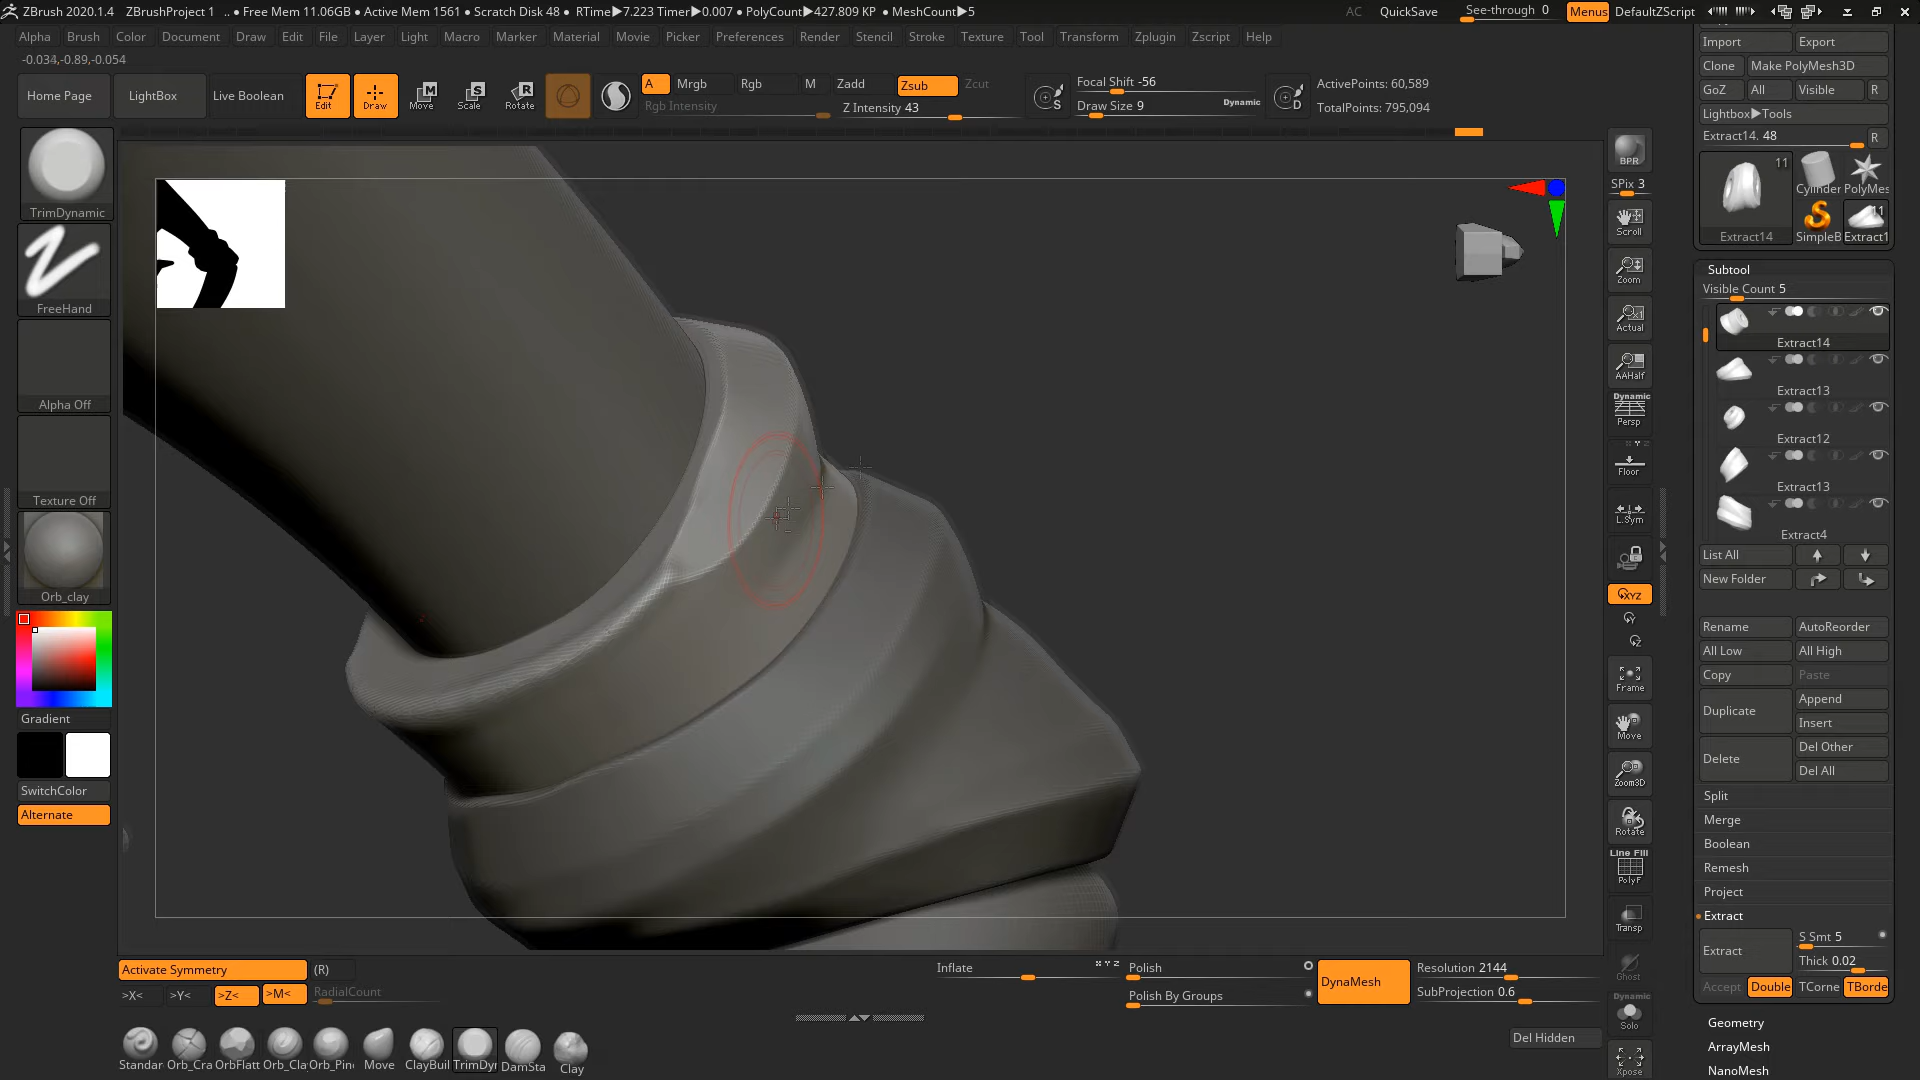 ZBrush 2020.1.4 ZBrushProject 1 .. • Free Mem 11.06GB • Active Mem 1561 • Scratch Disk 48 • RTime▶7.223 Timer▶0.007 • PolyCount▶427.809 KP • MeshCount▶5 AC QuickSave See-through 0 Menus DefaultZScript
Alpha Brush Color Document Draw Edit File Layer Light Macro Marker Material Movie Picker Preferences Render Stencil Stroke Texture Tool Transform Zplugin Zscript Help
-0.034,-0.89,-0.054
Home Page LightBox Live Boolean Edit Draw Move Scale Rotate
A Mrgb Rgb M Zadd Zsub Zcut
Rgb Intensity Z Intensity 43
S Focal Shift -56
Draw Size 9 Dynamic
D ActivePoints: 60,589
TotalPoints: 795,094
TrimDynamic
FreeHand
Alpha Off
Texture Off
Orb_clay
Gradient
SwitchColor
Alternate
BPR
SPix 3
Scroll
Zoom
Actual
AAHalf
Dynamic
Persp
Floor
L.Sym
XYZ
Frame
Move
Zoom3D
Rotate
Line Fill
PolyF
Transp
Ghost
Dynamic
Solo
Xpose
Import Export
Clone Make PolyMesh3D
GoZ All Visible R
Lightbox▶Tools
Extract14. 48 R
11
Cylinder PolyMes
11
Extract14 SimpleB Extract1
Subtool
Visible Count 5
Extract14
Extract13
Extract12
Extract13
Extract4
List All
New Folder
Rename AutoReorder
All Low All High
Copy Paste
Duplicate Append
Insert
Delete Del Other
Del All
Split
Merge
Boolean
Remesh
Project
Extract
Extract S Smt 5
Thick 0.02
Accept Double TCorne TBorde
Geometry
ArrayMesh
NanoMesh
Activate Symmetry (R)
>X< >Y< >Z< >M< RadialCount
Inflate XYZ Polish
Polish By Groups
DynaMesh Resolution 2144
SubProjection 0.6
Del Hidden
Standar Orb_Cra OrbFlatt Orb_Cla Orb_Pinc Move ClayBuil TrimDyn DamSta Clay